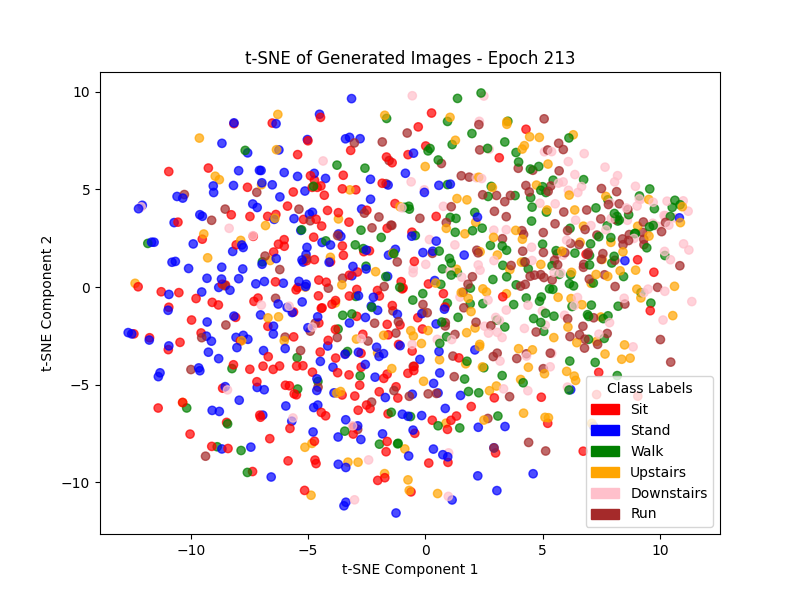 t-SNE of Generated Images - Epoch 213
t-SNE Component 2
10
5
0
−5
−10
Class Labels
Sit
Stand
Walk
Upstairs
Downstairs
Run
−10
−5
0
5
10
t-SNE Component 1